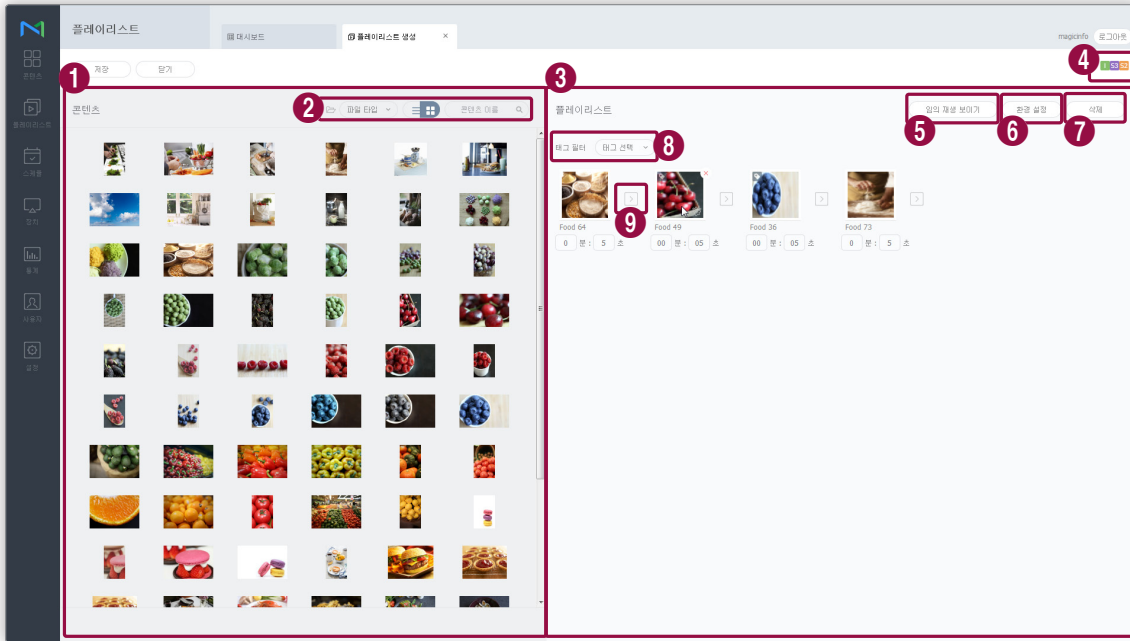 플레이리스트
대시보드
플레이리스트 생성 ×
magicinfo 로그아웃
콘텐츠
플레이리스트
스케줄
장치
통계
사용자
설정
저장 닫기
1
3
4
I S3 S2
콘텐츠
2
파일 타입
콘텐츠 이름
플레이리스트
임의 재생 보이기
환경 설정
삭제
5
6
7
태그 필터 태그 선택
8
9
Food 64 Food 49 Food 36 Food 73
0 분 : 5 초 00 분 : 05 초 00 분 : 05 초 0 분 : 5 초